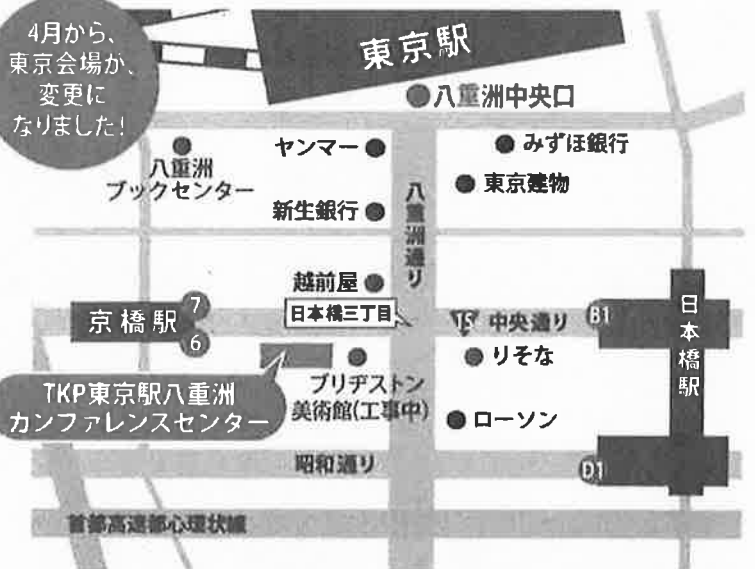 4月から、
東京会場が、
変更に
なりました！
東京駅
八重洲中央口
八重洲
ブックセンター
ヤンマー
みずほ銀行
東京建物
新生銀行
八重洲通り
越前屋
日本橋三丁目
京橋駅
7
6
15
中央通り
B1
日本橋駅
TKP東京駅八重洲
カンファレンスセンター
ブリヂストン
美術館(工事中)
りそな
ローソン
昭和通り
D1
首都高速都心環状線